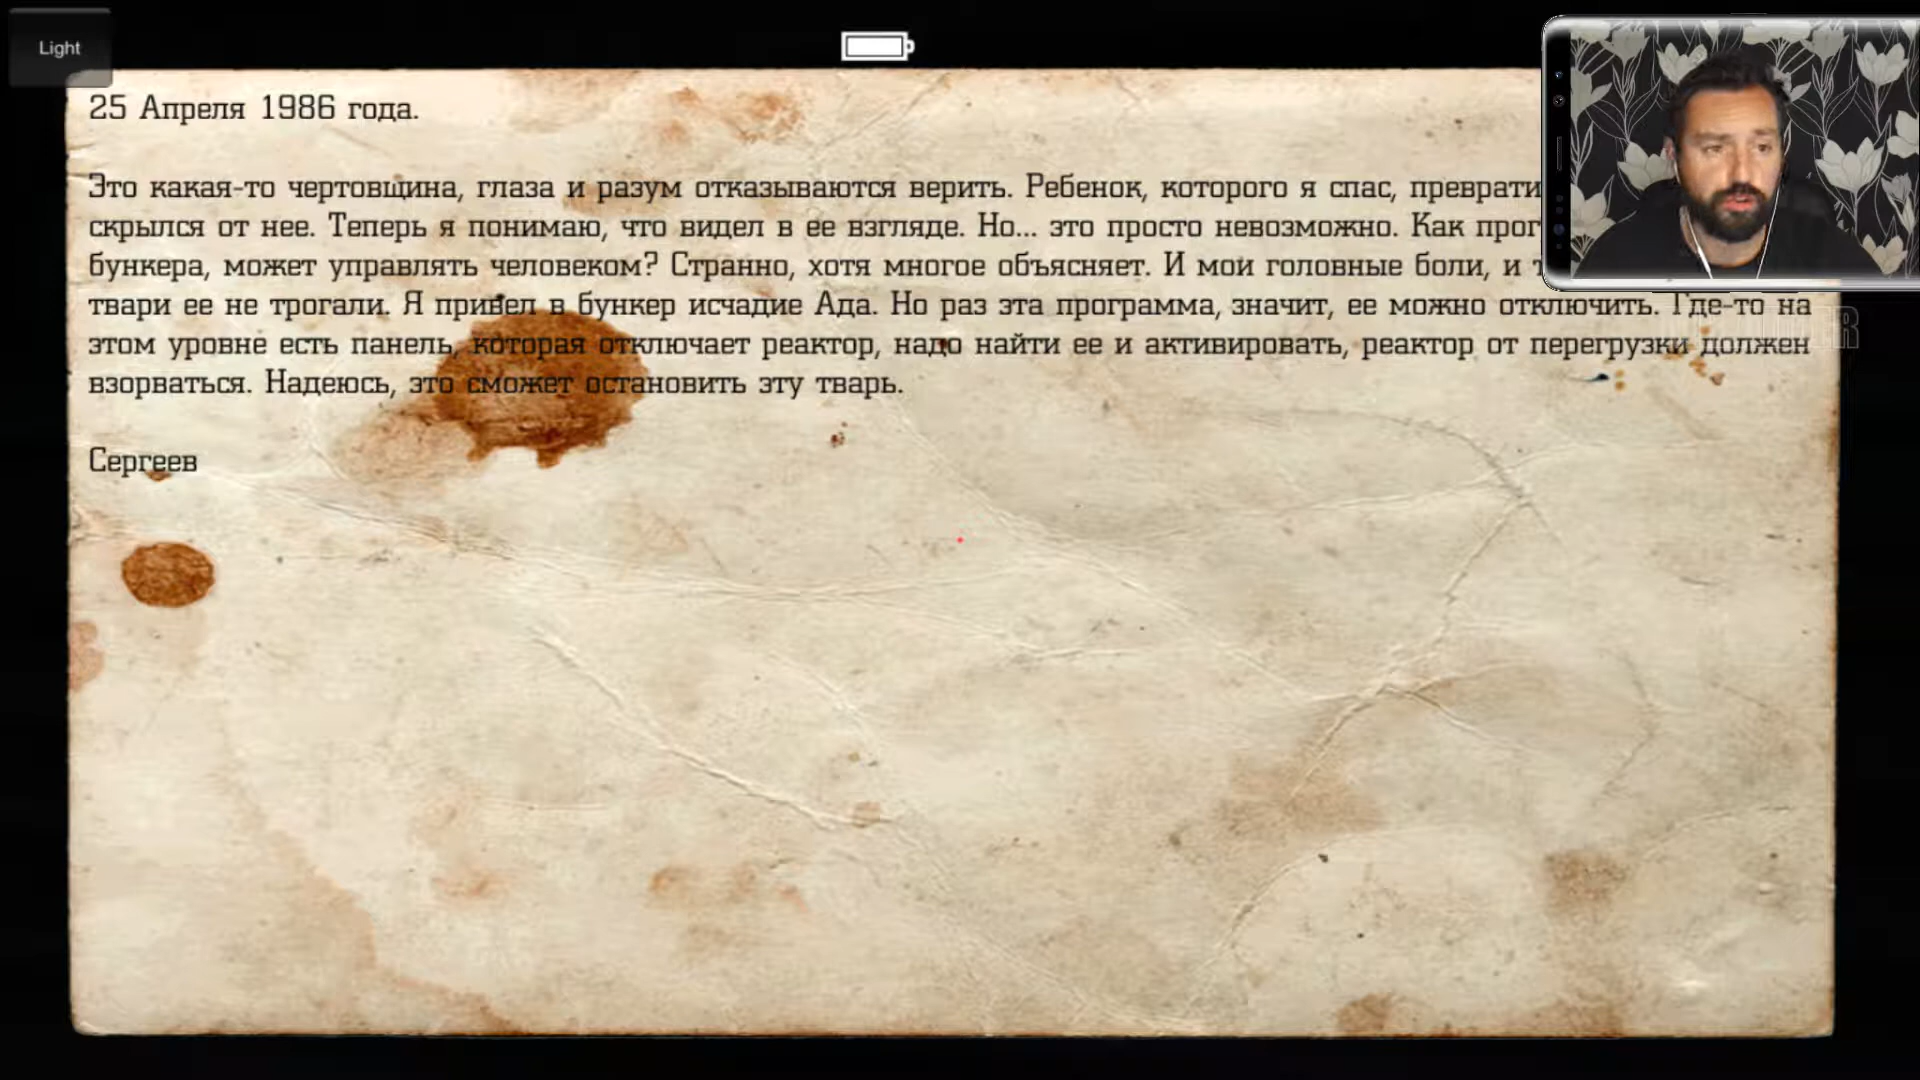 Light
25 Апреля 1986 года.
Это какая-то чертовщина, глаза и разум отказываются верить. Ребенок, которого я спас,
скрылся от нее. Теперь я понимаю, что видел в ее взгляде. Но... это просто невозможно. Как
бункера, может управлять человеком? Странно, хотя многое объясняет. И мои головные боли, и
твари ее не трогали. Я привел в бункер исчадие Ада. Но раз эта программа, значит, ее можно отключить. Где-то на
этом уровне есть панель, которая отключает реактор, надо найти ее и активировать, реактор от перегрузки должен
взорваться. Надеюсь, это сможет остановить эту тварь.
Сергеев